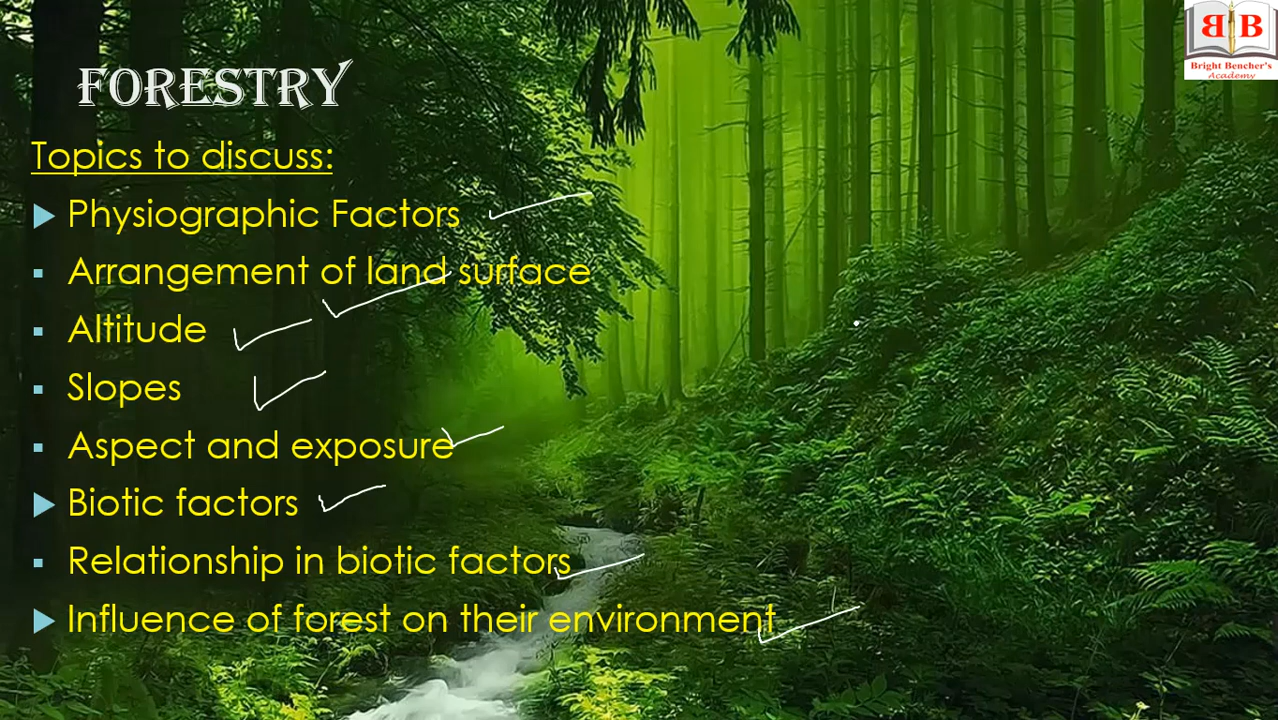 FORESTRY
Topics to discuss:
Physiographic Factors
Arrangement of land surface
Altitude
Slopes
Aspect and exposure
Biotic factors
Relationship in biotic factors
Influence of forest on their environment
B B
Bright Bencher's
Academy